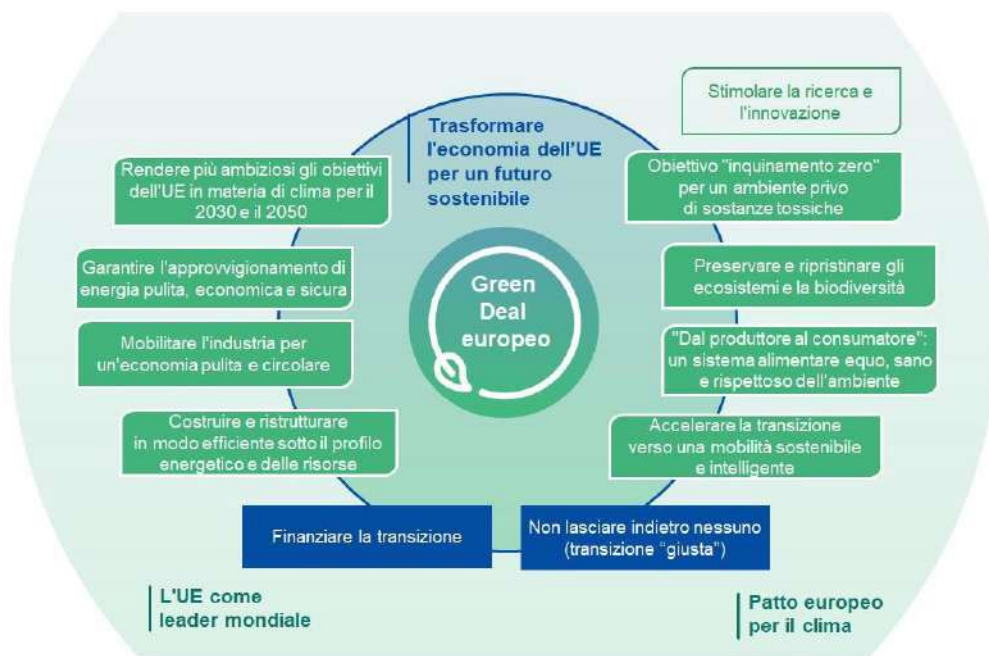 Stimolare la ricerca e
l'innovazione
Trasformare
l'economia dell'UE
per un futuro
sostenibile
Rendere più ambiziosi gli obiettivi
dell'UE in materia di clima per il
2030 e il 2050
Obiettivo "inquinamento zero"
per un ambiente privo
di sostanze tossiche
Garantire l'approvvigionamento di
energia pulita, economica e sicura
Preservare e ripristinare gli
ecosistemi e la biodiversità
Green
Deal
europeo
Mobilitare l'industria per
un'economia pulita e circolare
"Dal produttore al consumatore":
un sistema alimentare equo, sano
e rispettoso dell'ambiente
Costruire e ristrutturare
in modo efficiente sotto il profilo
energetico e delle risorse
Accelerare la transizione
verso una mobilità sostenibile
e intelligente
Finanziare la transizione
Non lasciare indietro nessuno
(transizione "giusta")
L'UE come
leader mondiale
Patto europeo
per il clima